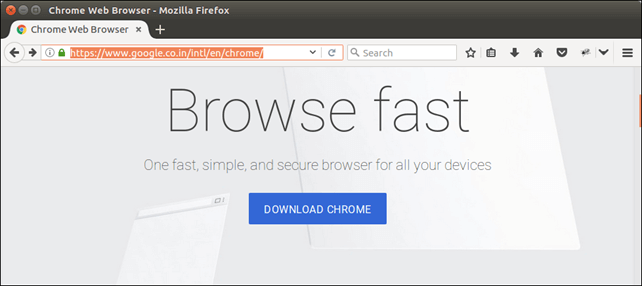 Chrome Web Browser - Mozilla Firefox
Chrome Web Browser
https://www.google.co.in/intl/en/chrome/
Search
Browse fast
One fast, simple, and secure browser for all your devices
DOWNLOAD CHROME